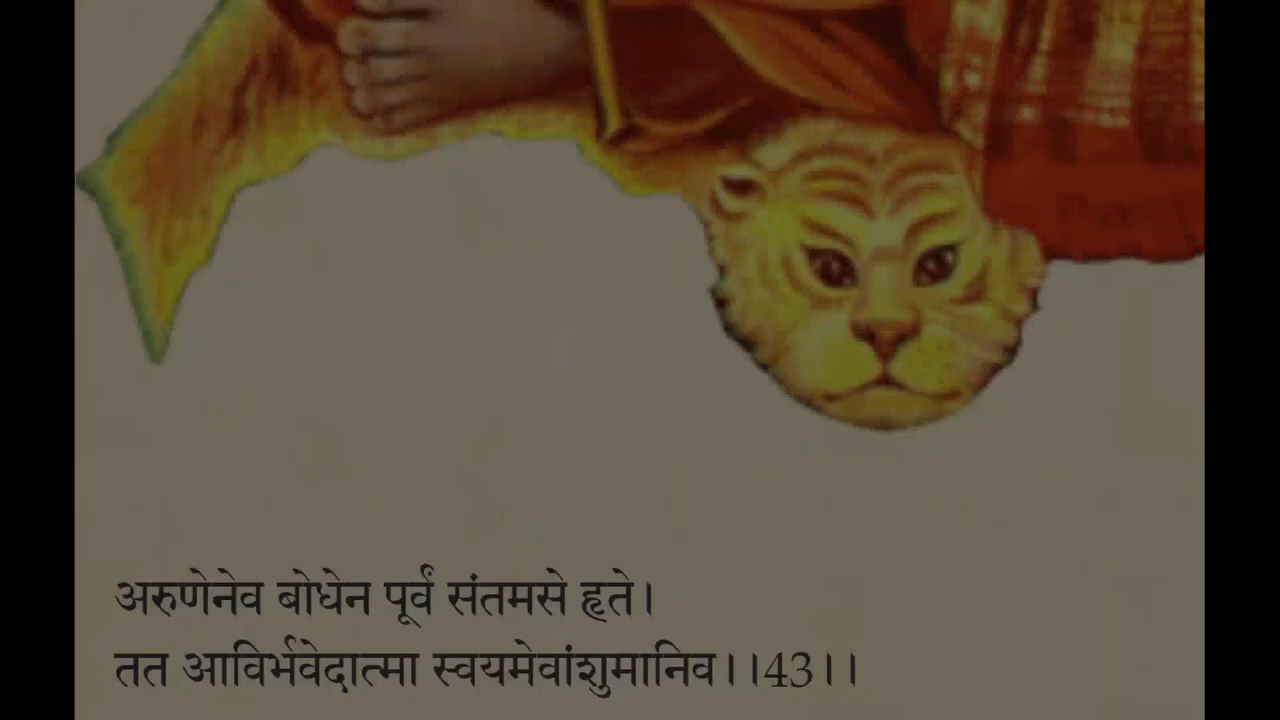 अरुणेनेव बोधेन पूर्वं संतमसे हृते।
तत आविर्भवेदात्मा स्वयमेवांशुमानिव।।43।।